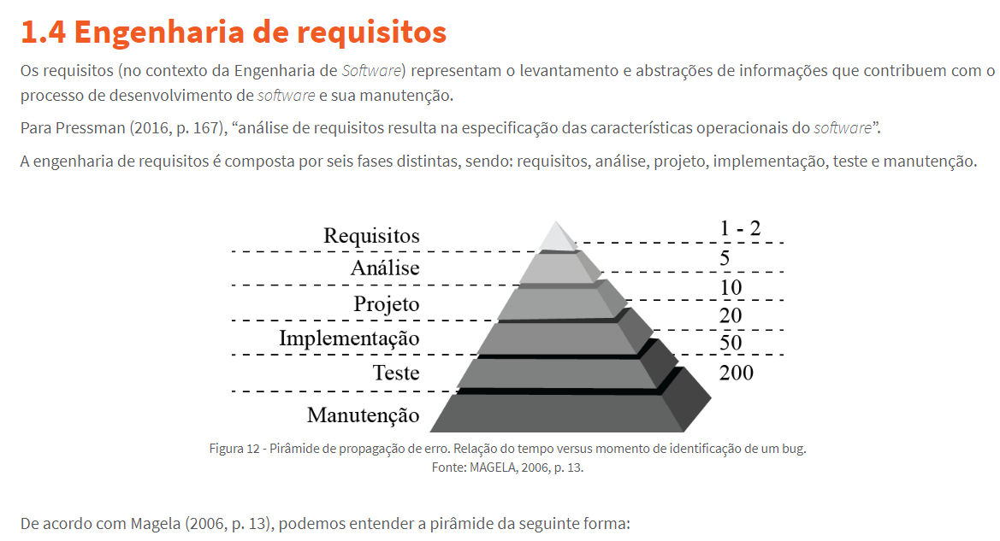 1.4 Engenharia de requisitos
Os requisitos (no contexto da Engenharia de Software) representam o levantamento e abstrações de informações que contribuem com o
processo de desenvolvimento de software e sua manutenção.
Para Pressman (2016, p. 167), “análise de requisitos resulta na especificação das características operacionais do software”.
A engenharia de requisitos é composta por seis fases distintas, sendo: requisitos, análise, projeto, implementação, teste e manutenção.
Requisitos
1 - 2
Análise
5
Projeto
10
Implementação
20
Teste
50
Manutenção
200
Figura 12 - Pirâmide de propagação de erro. Relação do tempo versus momento de identificação de um bug.
Fonte: MAGELA, 2006, p. 13.
De acordo com Magela (2006, p. 13), podemos entender a pirâmide da seguinte forma: